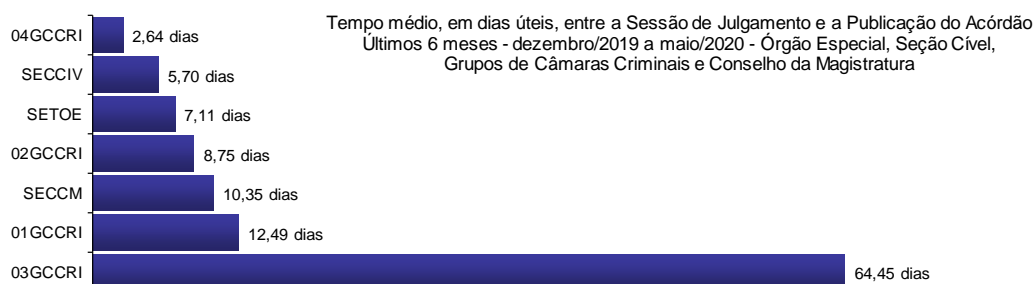 Tempo médio, em dias úteis, entre a Sessão de Julgamento e a Publicação do Acórdão
Últimos 6 meses - dezembro/2019 a maio/2020 - Órgão Especial, Seção Cível,
Grupos de Câmaras Criminais e Conselho da Magistratura
04GCCRI 2,64 dias
SECCIV 5,70 dias
SETOE 7,11 dias
02GCCRI 8,75 dias
SECCM 10,35 dias
01GCCRI 12,49 dias
03GCCRI 64,45 dias